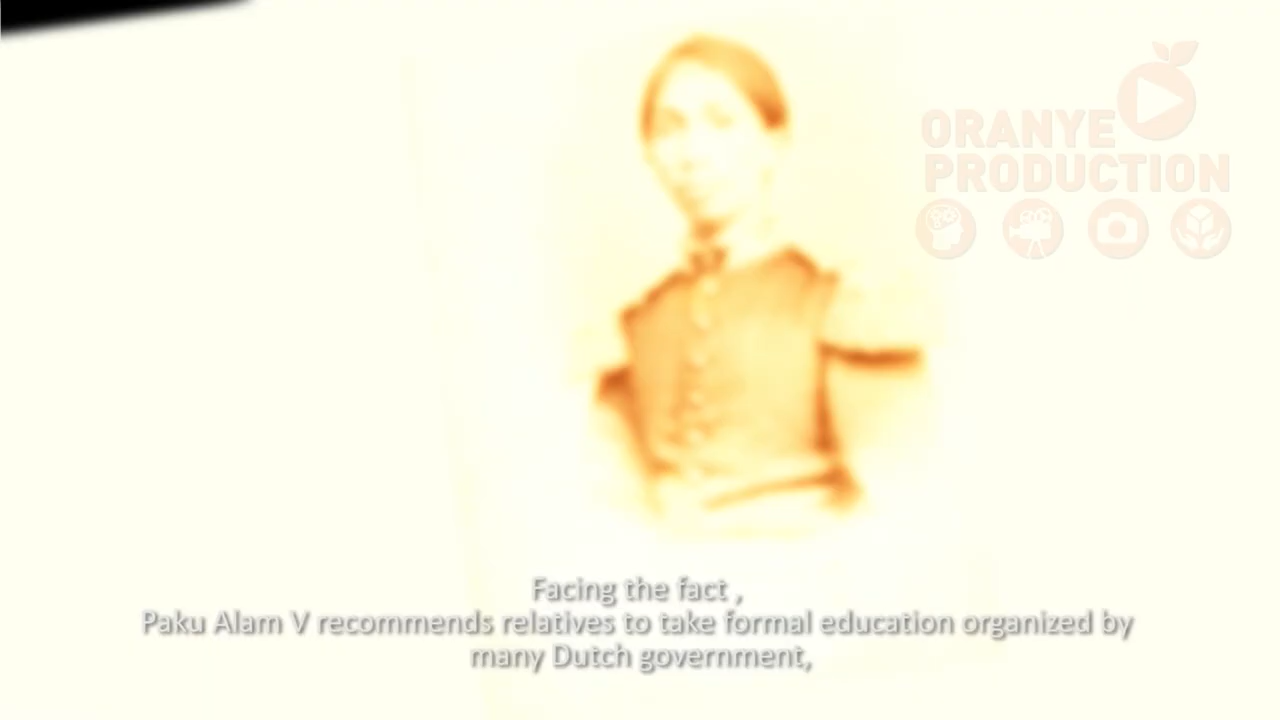 ORANYE
PRODUCTION
Facing the fact ,
Paku Alam V recommends relatives to take formal education organized by
many Dutch government,